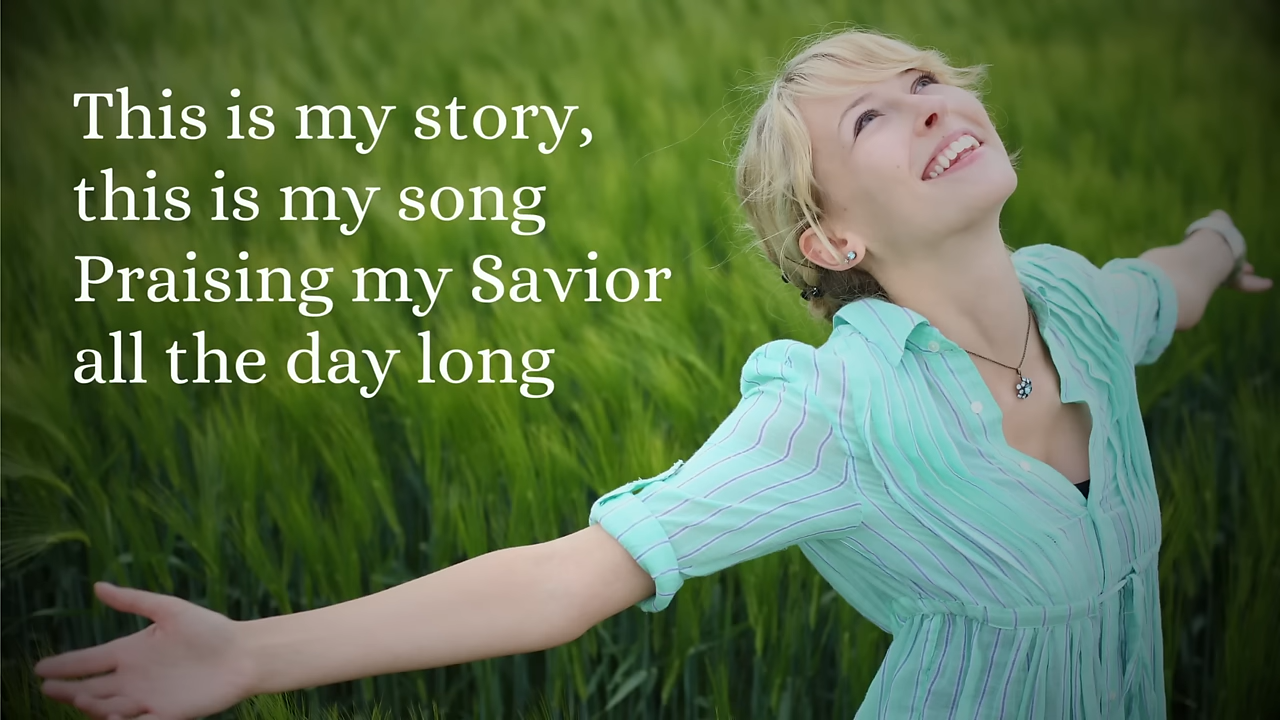 This is my story,
this is my song
Praising my Savior
all the day long